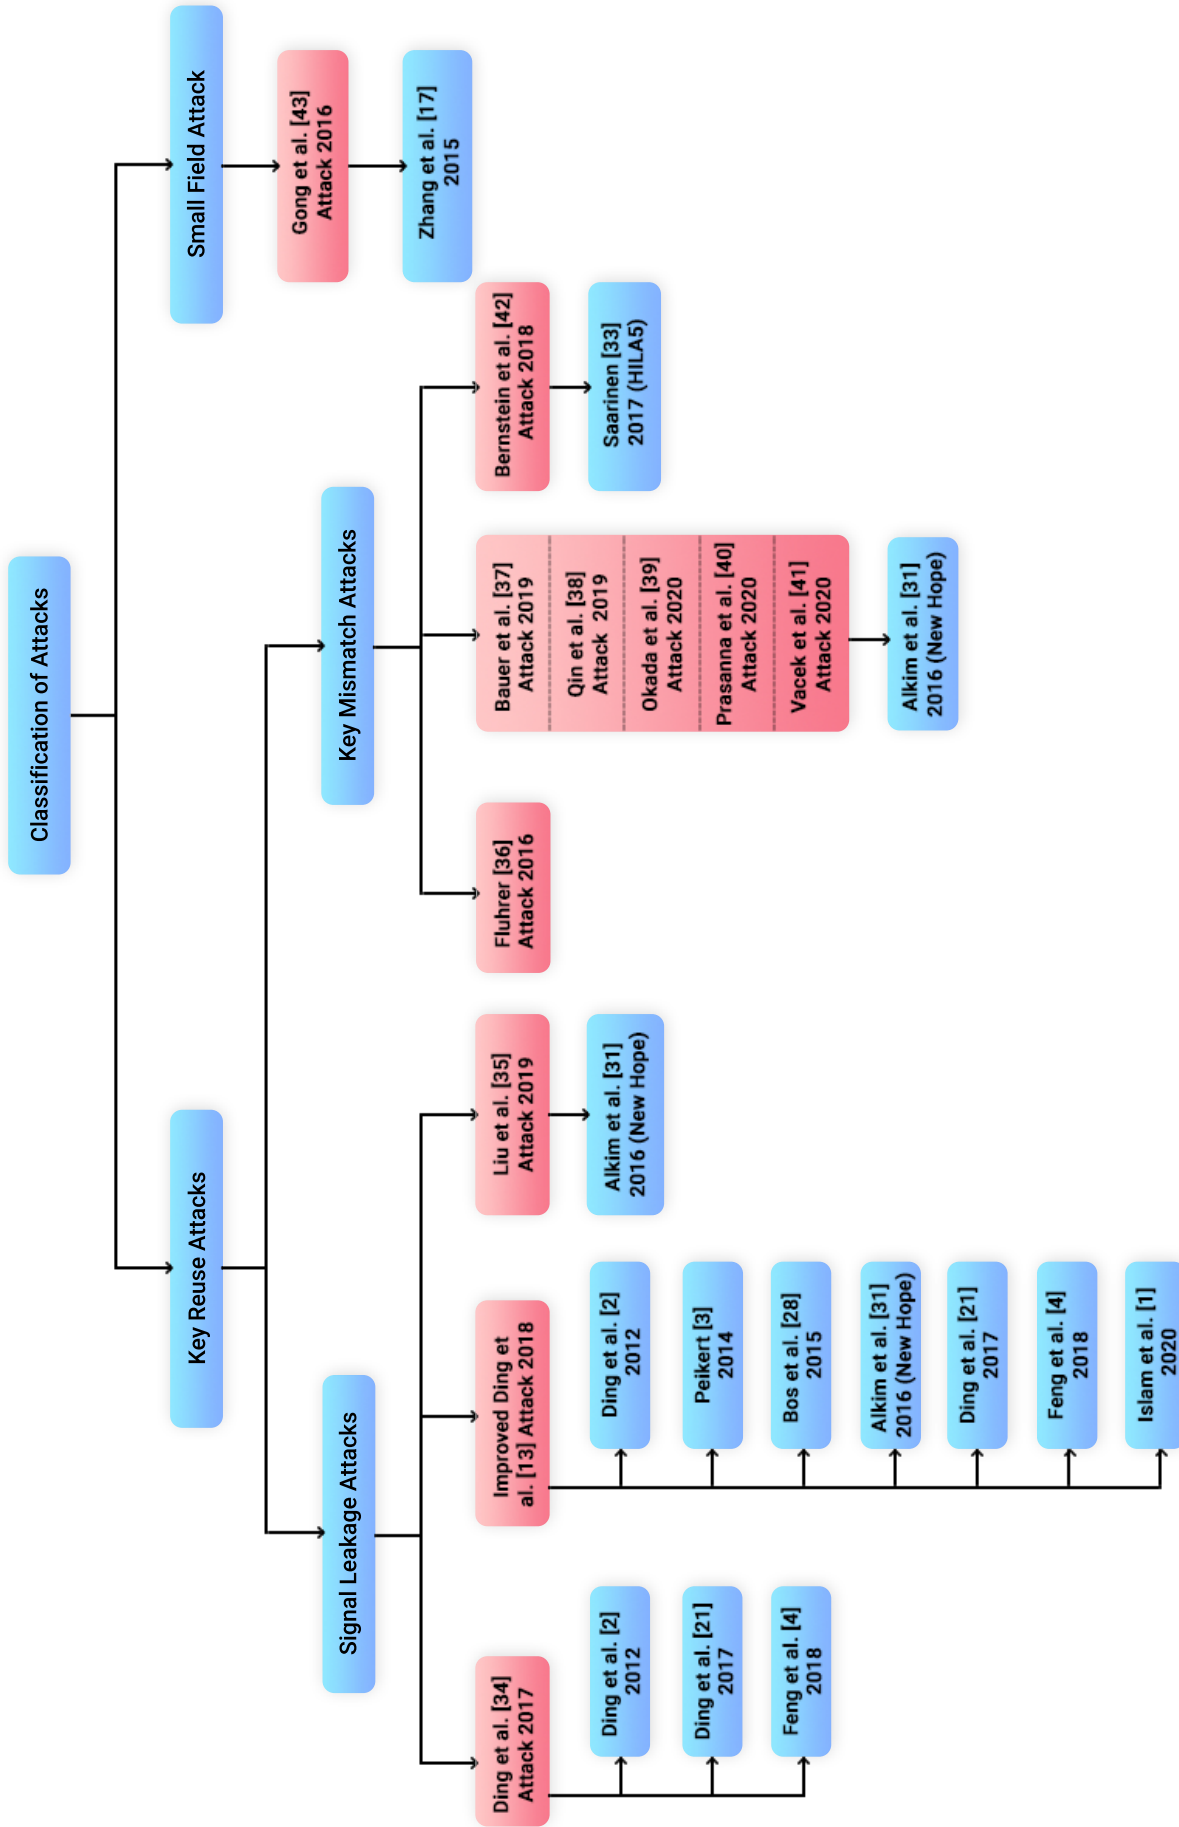 Classification of Attacks
Key Reuse Attacks
Small Field Attack
Signal Leakage Attacks
Key Mismatch Attacks
Gong et al. [43]
Attack 2016
Zhang et al. [17]
2015
Ding et al. [34]
Attack 2017
Improved Ding et
al. [13] Attack 2018
Liu et al. [35]
Attack 2019
Fluhrer [36]
Attack 2016
Bauer et al. [37]
Attack 2019
Qin et al. [38]
Attack 2019
Okada et al. [39]
Attack 2020
Prasanna et al. [40]
Attack 2020
Vacek et al. [41]
Attack 2020
Bernstein et al. [42]
Attack 2018
Ding et al. [2]
2012
Ding et al. [21]
2017
Feng et al. [4]
2018
Ding et al. [2]
2012
Peikert [3]
2014
Bos et al. [28]
2015
Alkim et al. [31]
2016 (New Hope)
Ding et al. [21]
2017
Feng et al. [4]
2018
Islam et al. [1]
2020
Alkim et al. [31]
2016 (New Hope)
Alkim et al. [31]
2016 (New Hope)
Saarinen [33]
2017 (HILA5)